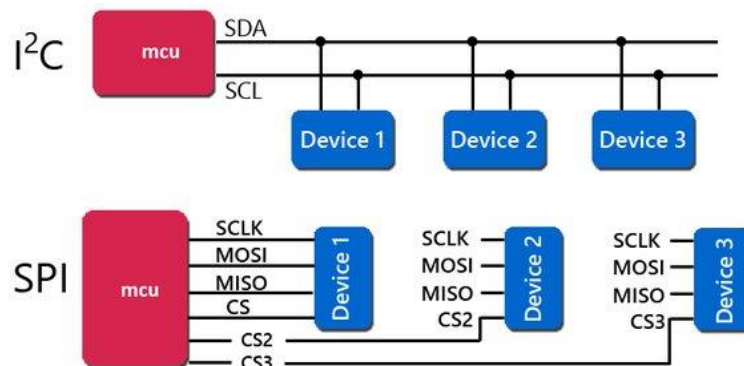 I²C
mcu
SDA
SCL
Device 1
Device 2
Device 3
SPI
mcu
SCLK
MOSI
MISO
CS
CS2
CS3
Device 1
SCLK
MOSI
MISO
CS2
Device 2
SCLK
MOSI
MISO
CS3
Device 3